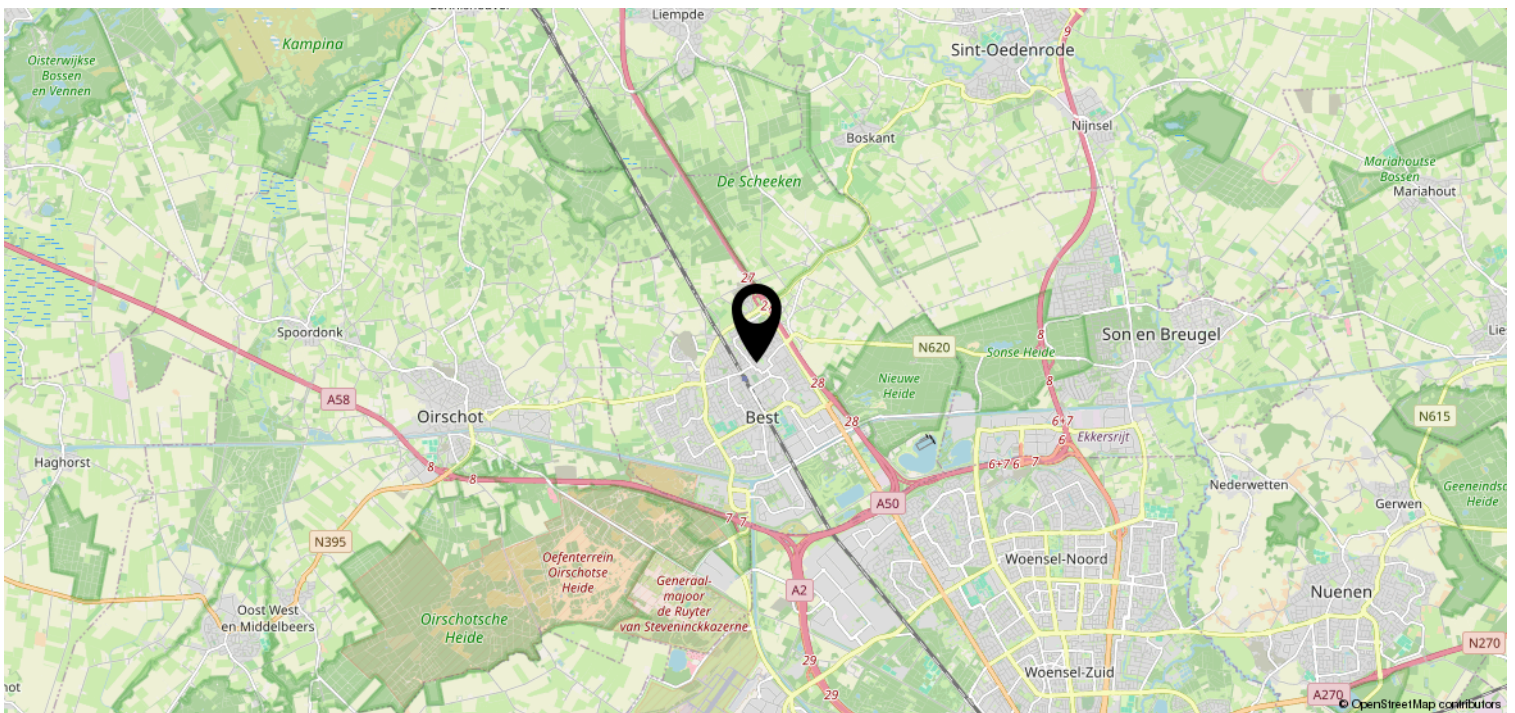 Liempde
Kampina
Sint-Oedenrode
9
Oisterwijkse
Bossen
en Vennen
Nijnsel
Boskant
De Scheeken
Mariahoutse
Bossen
Mariahout
27
Spoordonk
8
Son en Breugel
N620
Sonse Heide
Nieuwe
Heide
8
28
A58
Oirschot
Best
28
6+7
N615
6
Ekkersrijt
Haghorst
8
8
6+7
6
7
Nederwetten
Geeneindse
Heide
A50
Gerwen
7
7
N395
Oefenterrein
Oirschotse
Heide
Woensel-Noord
Generaal-
majoor
de Ruyter
van Steveninckkazerne
A2
Nuenen
Oost West
en Middelbeers
Oirschotsche
Heide
N270
29
Woensel-Zuid
29
A270
© OpenStreetMap contributors